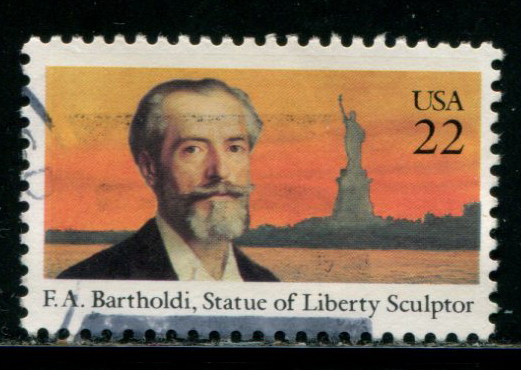 USA
22
F.A. Bartholdi, Statue of Liberty Sculptor